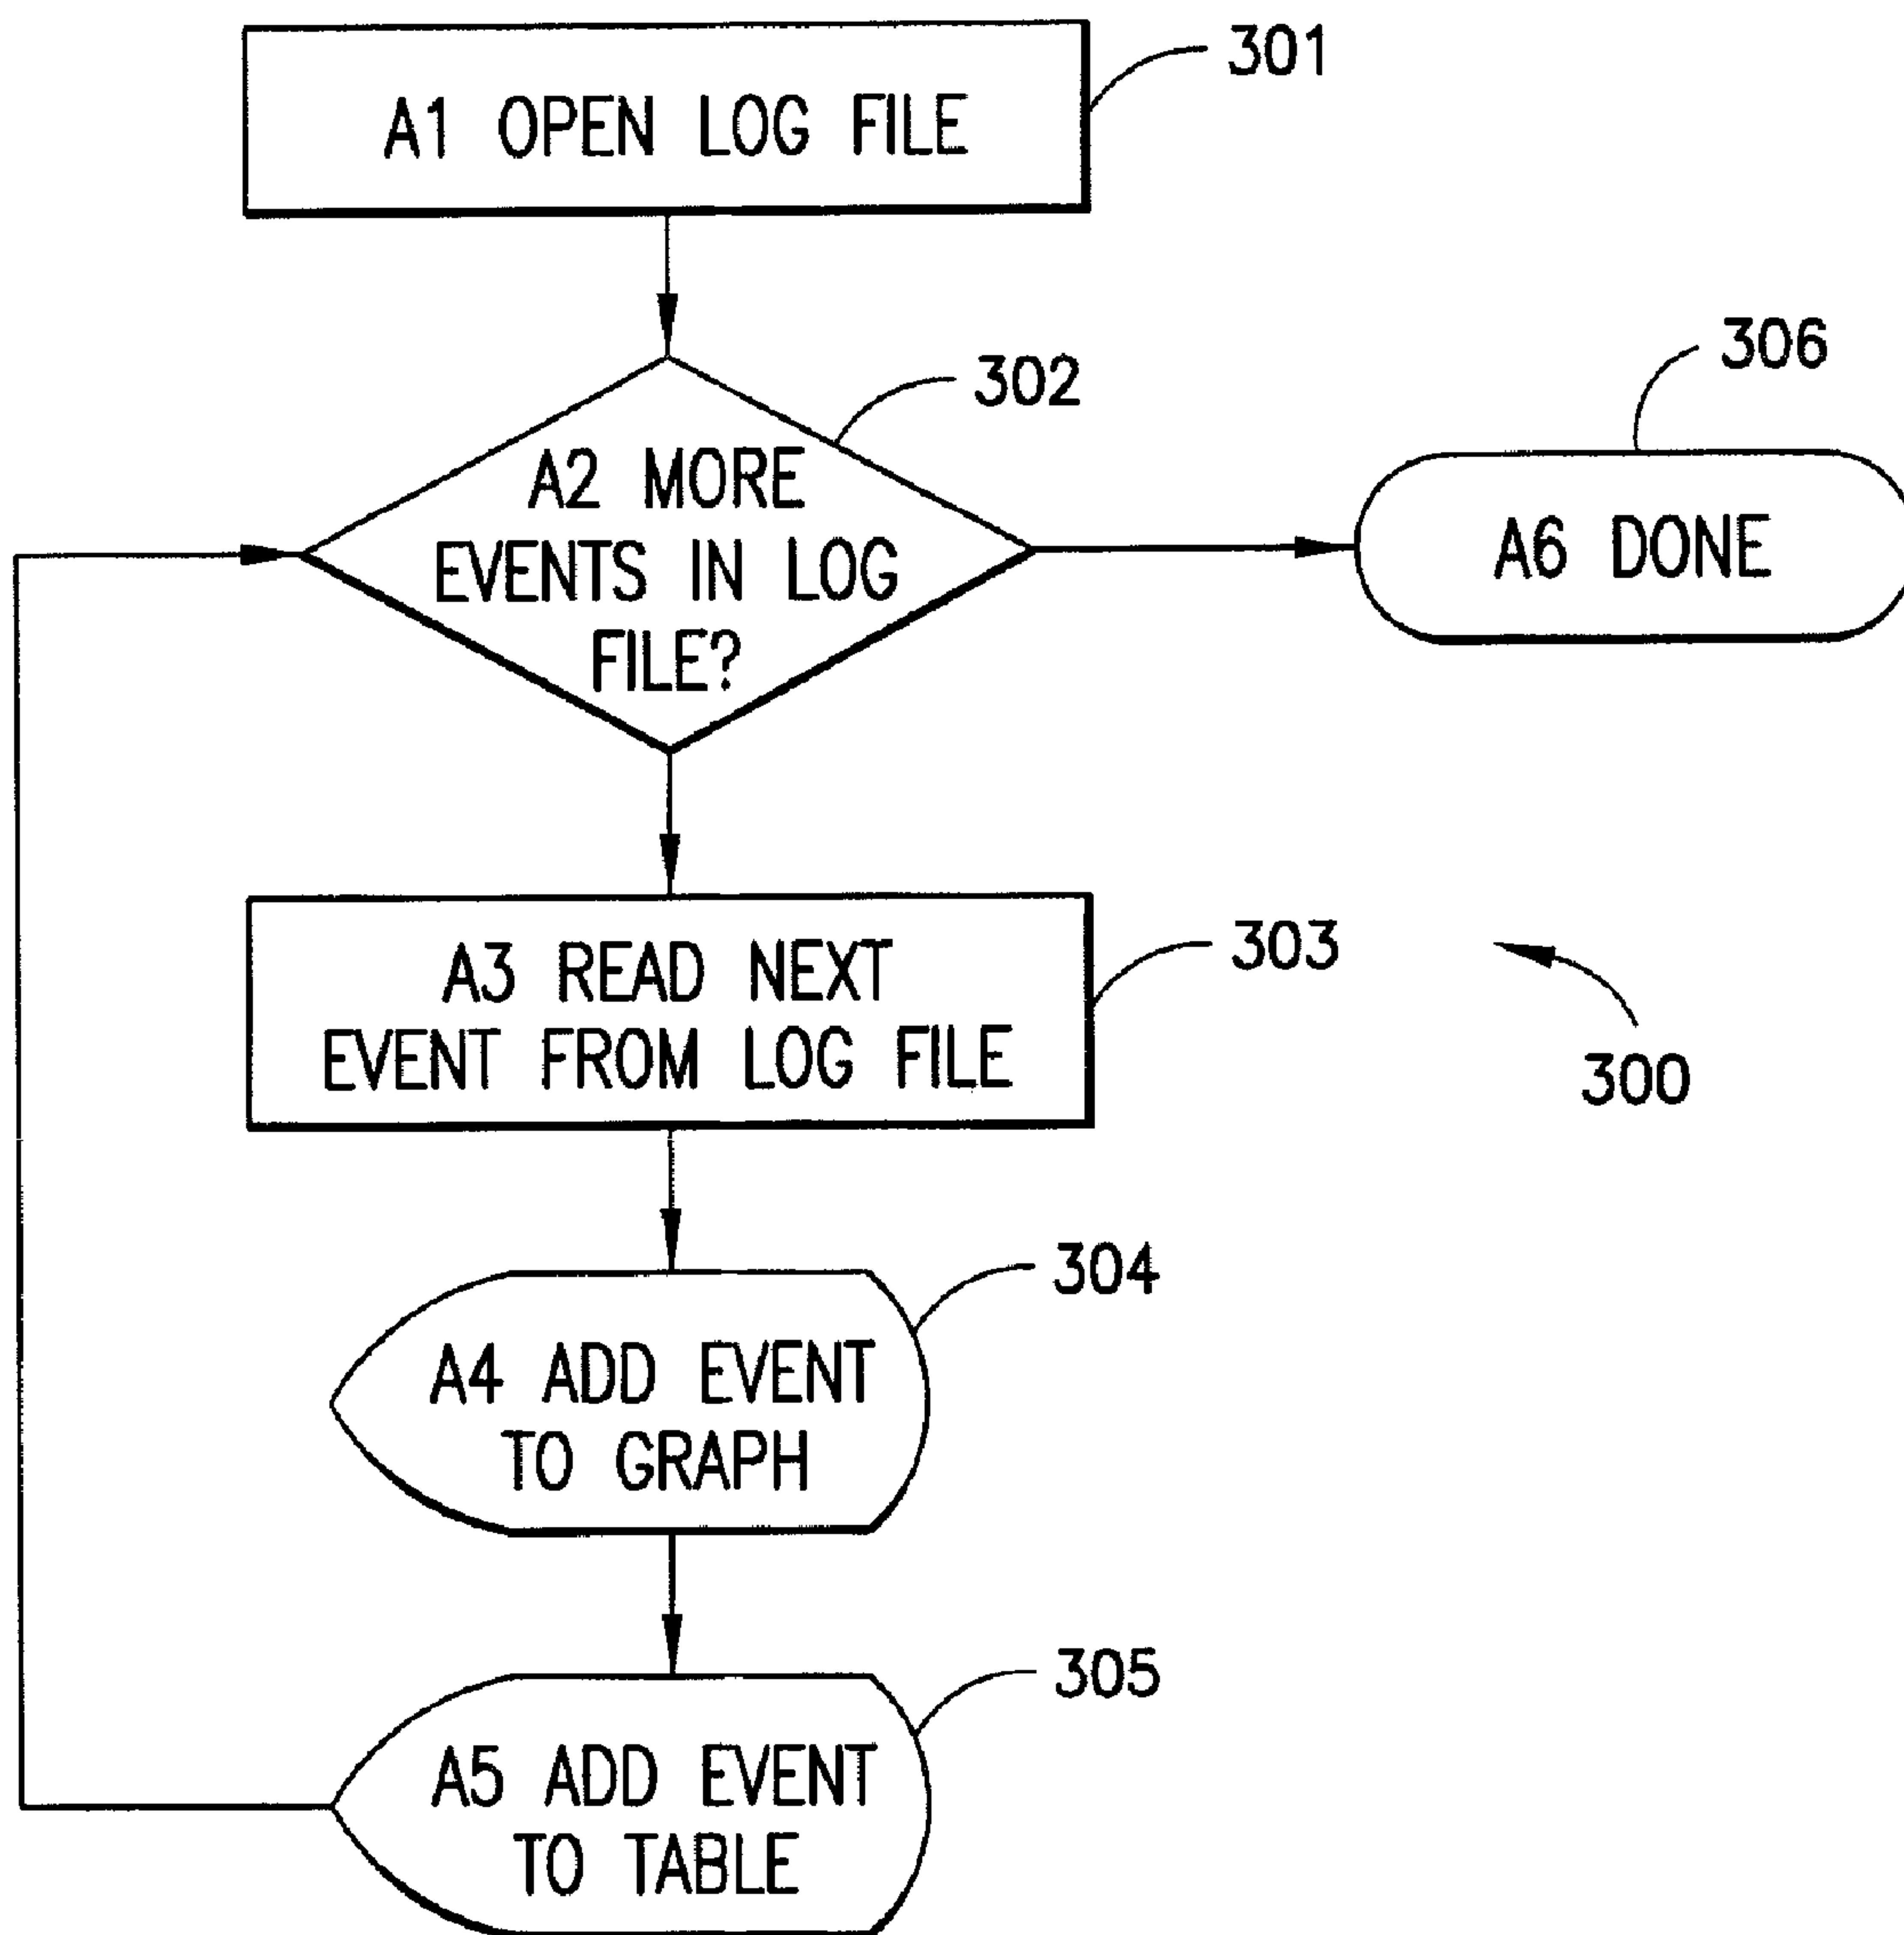 A1 OPEN LOG FILE
301
302
A2 MORE
EVENTS IN LOG
FILE?
306
A6 DONE
A3 READ NEXT
EVENT FROM LOG FILE
303
300
304
A4 ADD EVENT
TO GRAPH
305
A5 ADD EVENT
TO TABLE